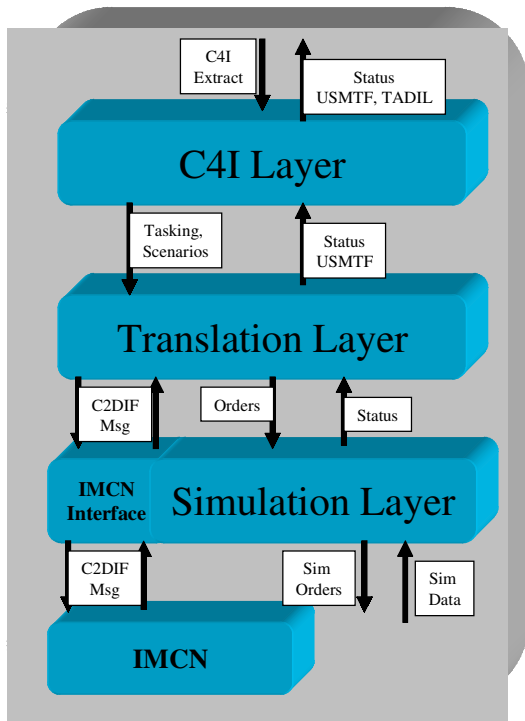 C4I
Extract
Status
USMTF, TADIL
C4I Layer
Tasking,
Scenarios
Status
USMTF
Translation Layer
C2DIF
Msg
Orders
Status
IMCN
Interface
Simulation Layer
C2DIF
Msg
Sim
Orders
Sim
Data
IMCN